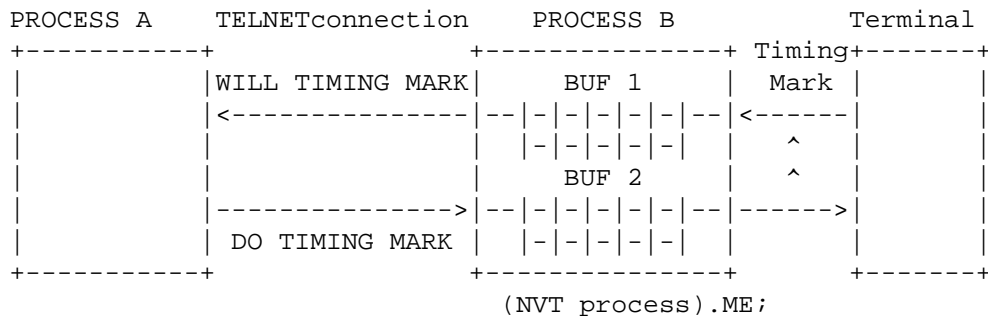 PROCESS A TELNETconnection PROCESS B Terminal
+-----------+ +---------------+ Timing+-------+
| |WILL TIMING MARK| BUF 1 | Mark | |
| |<---------------|--|-|-|-|-|--|<------| |
| | | |-|-|-|-| | ^ | |
| | | BUF 2 | ^ | |
| |--------------->|--|-|-|-|-|--|------>| |
| | DO TIMING MARK | |-|-|-|-| | | |
+-----------+ +---------------+ +-------+
(NVT process).ME;